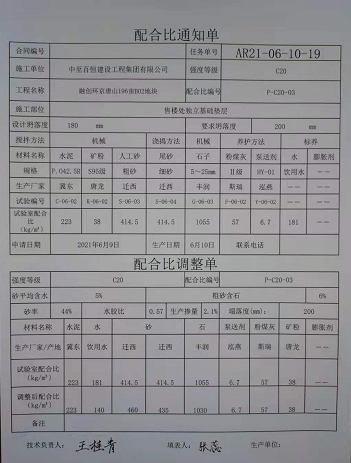 配合比通知单
合同编号 任务单号 AR21-06-10-19
施工单位 中垒百恒建设工程集团有限公司 强度等级 C20
工程名称 融创环京唐山196亩D02地块 配合比编号 P-C20-03
施工部位 售楼处独立基础垫层
设计坍落度 180 mm 要求坍落度 200 mm
搅拌方法 机械 浇捣方法 机械 养护方法 标养
材料名称 水泥 矿粉 人工砂 尾砂 石子 粉煤灰 泵送剂 水 膨胀剂
规格 P.O42.5R S95级 粗砂 细砂 5~25mm Ⅱ级 HY-01 饮用水 --
生产厂家 冀东 唐龙 迁西 迁西 丰润 斯瑞 泓燕 -- --
试验编号 C-06-02 K-06-02 S-06-03 S-06-04 G-06-03 F-06-02 Y-06-02 -- --
试验室配合比(kg/m³) 223 38 414.5 414.5 1055 57 6.7 181 --
申请日期 2021年6月9日 生产日期 6月10日 联系电话
配合比调整单
强度等级 C20 配合比编号 P-C20-03
砂平均含水 5% 粗砂含石 6%
砂率 44% 水胶比 0.57 生产掺量 2.1% 塌落度(mm): 200
材料名称 水泥 水 砂 石 泵送剂 粉煤灰 矿粉 膨胀剂
生产厂家/产地 冀东 饮用水 迁西 迁西 丰润 泓燕 斯瑞 唐龙 --
试验室配合比(kg/m³) 223 181 414.5 414.5 1055 6.7 57 38 --
调整后配合比(kg/m³) 223 140 460 435 1030 6.7 57 38 --
备注
技术负责人: 王桂青 填表人: 张蕊 生产单位: